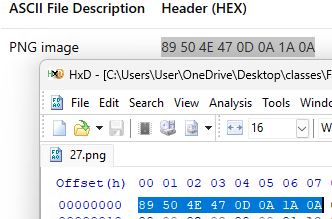 ASCII File Description Header (HEX)
PNG image 89 50 4E 47 0D 0A 1A 0A
HxD - [C:\Users\User\OneDrive\Desktop\classes\F
File Edit Search View Analysis Tools Window
16
27.png
Offset(h) 00 01 02 03 04 05 06 07
00000000 89 50 4E 47 0D 0A 1A 0A